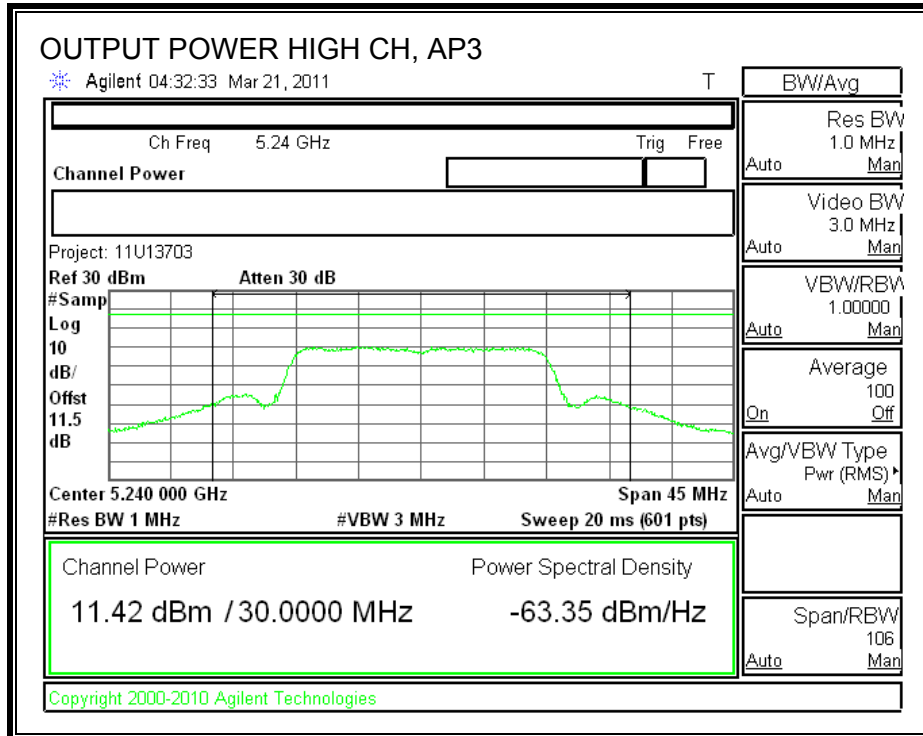 OUTPUT POWER HIGH CH, AP3
Agilent 04:32:33 Mar 21, 2011 T
Ch Freq 5.24 GHz Trig Free
Channel Power
Project: 11U13703
Ref 30 dBm Atten 30 dB
#Samp
Log
10
dB/
Offst
11.5
dB
Center 5.240 000 GHz Span 45 MHz
#Res BW 1 MHz #VBW 3 MHz Sweep 20 ms (601 pts)
Channel Power Power Spectral Density
11.42 dBm / 30.0000 MHz -63.35 dBm/Hz
Copyright 2000-2010 Agilent Technologies
BW/Avg
Res BW
1.0 MHz
Auto Man
Video BW
3.0 MHz
Auto Man
VBW/RBW
1.00000
Auto Man
Average
100
On Off
Avg/VBW Type
Pwr (RMS)
Auto Man
Span/RBW
106
Auto Man